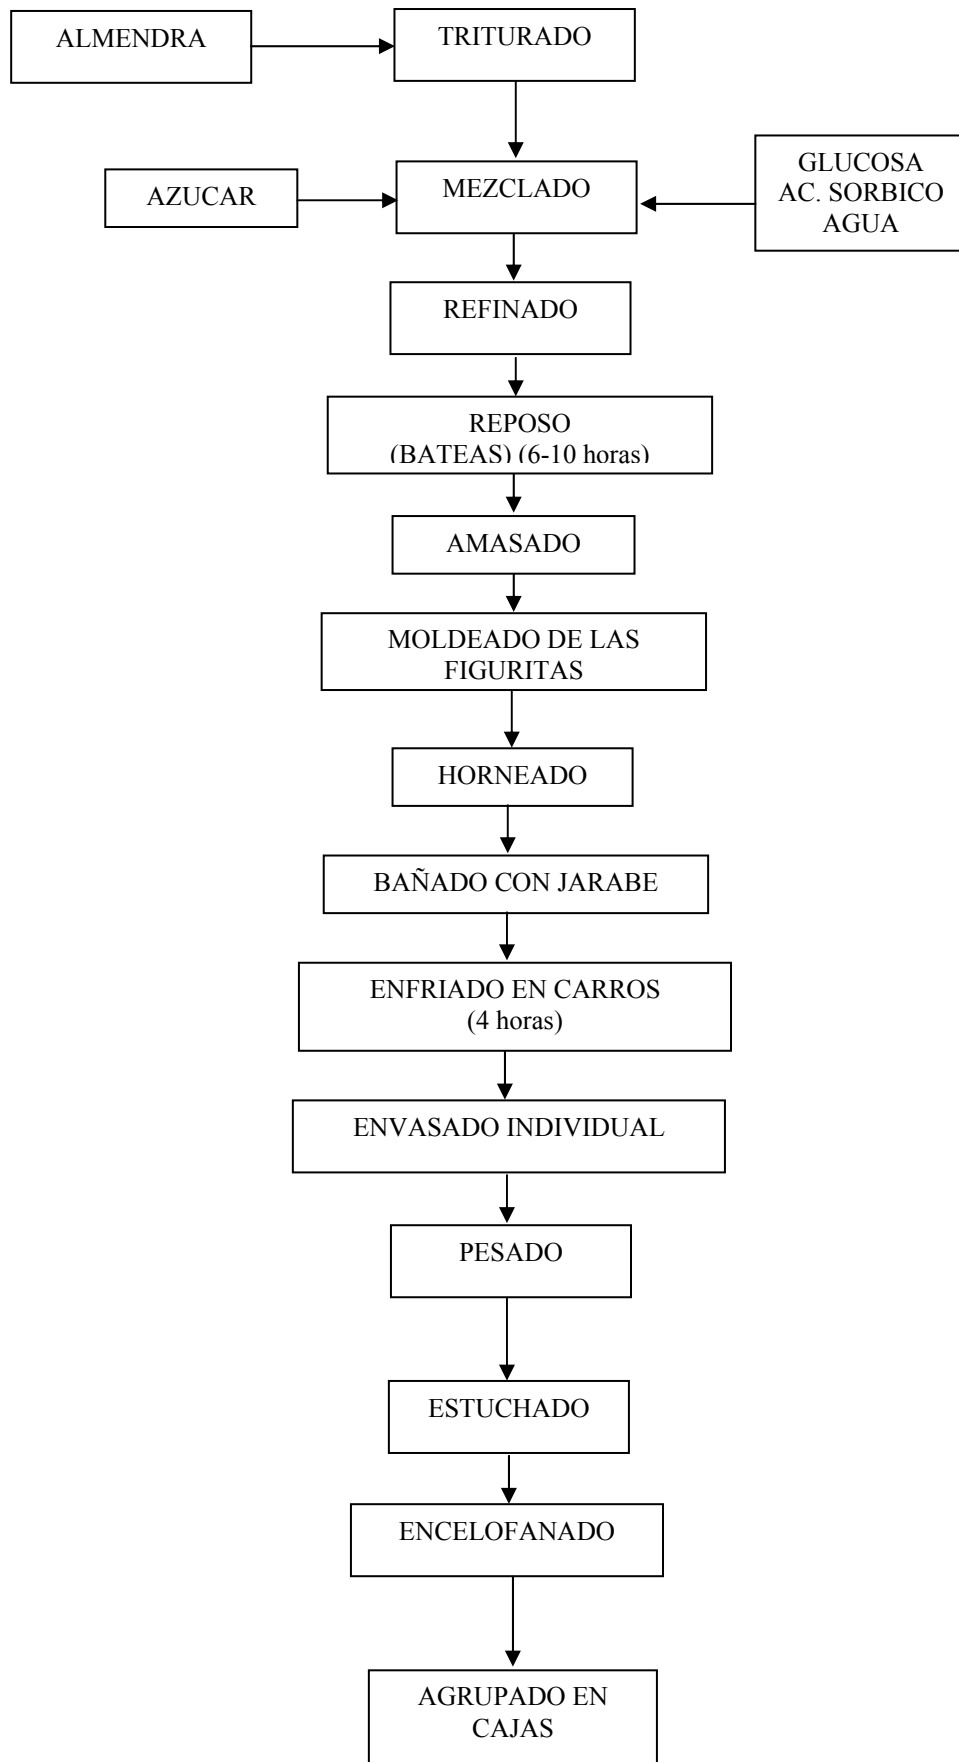 ALMENDRA
TRITURADO
AZUCAR
MEZCLADO
GLUCOSA
AC. SORBICO
AGUA
REFINADO
REPOSO
(BATEAS) (6-10 horas)
AMASADO
MOLDEADO DE LAS
FIGURITAS
HORNEADO
BAÑADO CON JARABE
ENFRIADO EN CARROS
(4 horas)
ENVASADO INDIVIDUAL
PESADO
ESTUCHADO
ENCELOFANADO
AGRUPADO EN
CAJAS